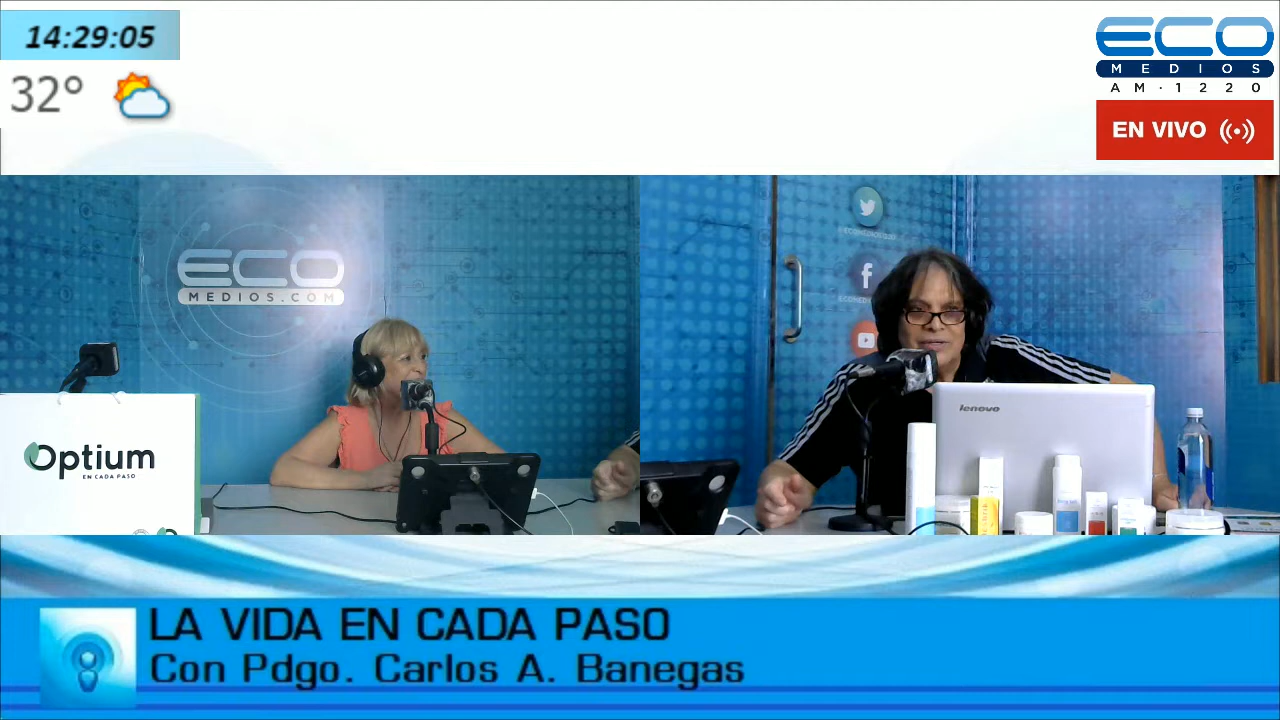 14:29:05
32°
ECO
MEDIOS
AM·1220
EN VIVO
ECO
MEDIOS.COM
Optium
EN CADA PASO
lenovo
LA VIDA EN CADA PASO
Con Pdgo. Carlos A. Banegas